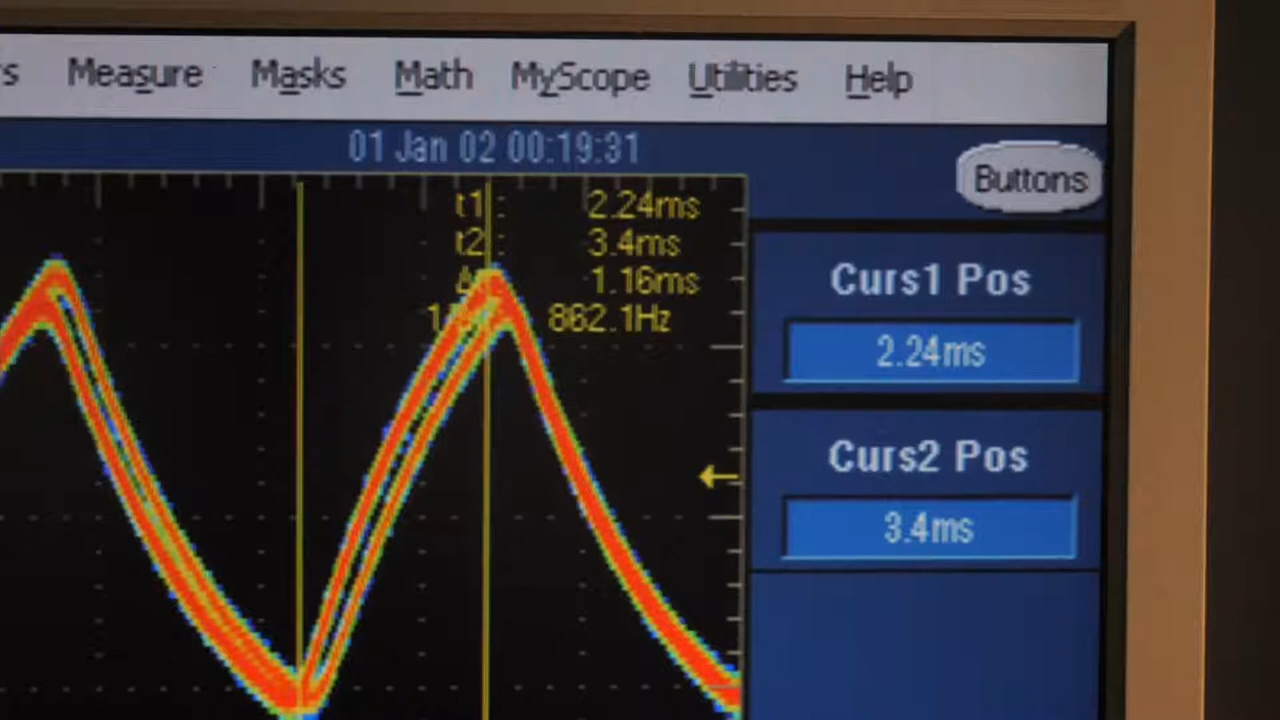 Measure Masks Math MyScope Utilities Help
01 Jan 02 00:19:31
Buttons
t1: 2.24ms
t2: 3.4ms
1.16ms
862.1Hz
Curs1 Pos
2.24ms
Curs2 Pos
3.4ms